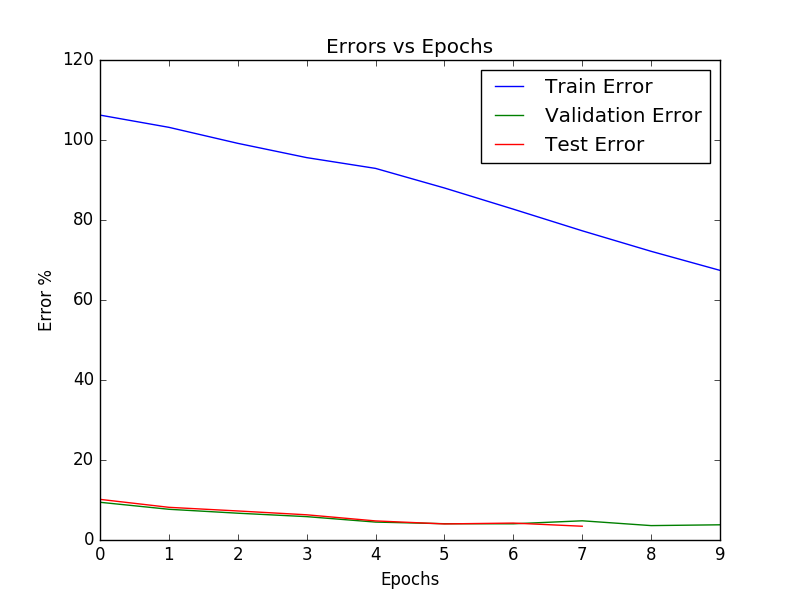 Errors vs Epochs
120
100
80
60
40
20
0
Error %
Train Error
Validation Error
Test Error
0 1 2 3 4 5 6 7 8 9
Epochs